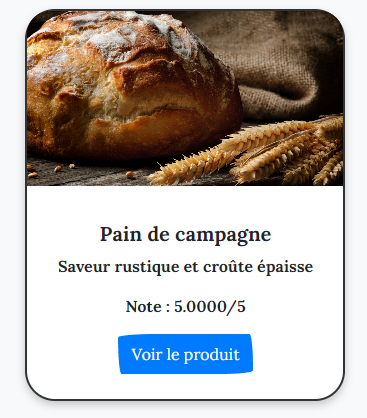 Pain de campagne
Saveur rustique et croûte épaisse
Note : 5.0000/5
Voir le produit